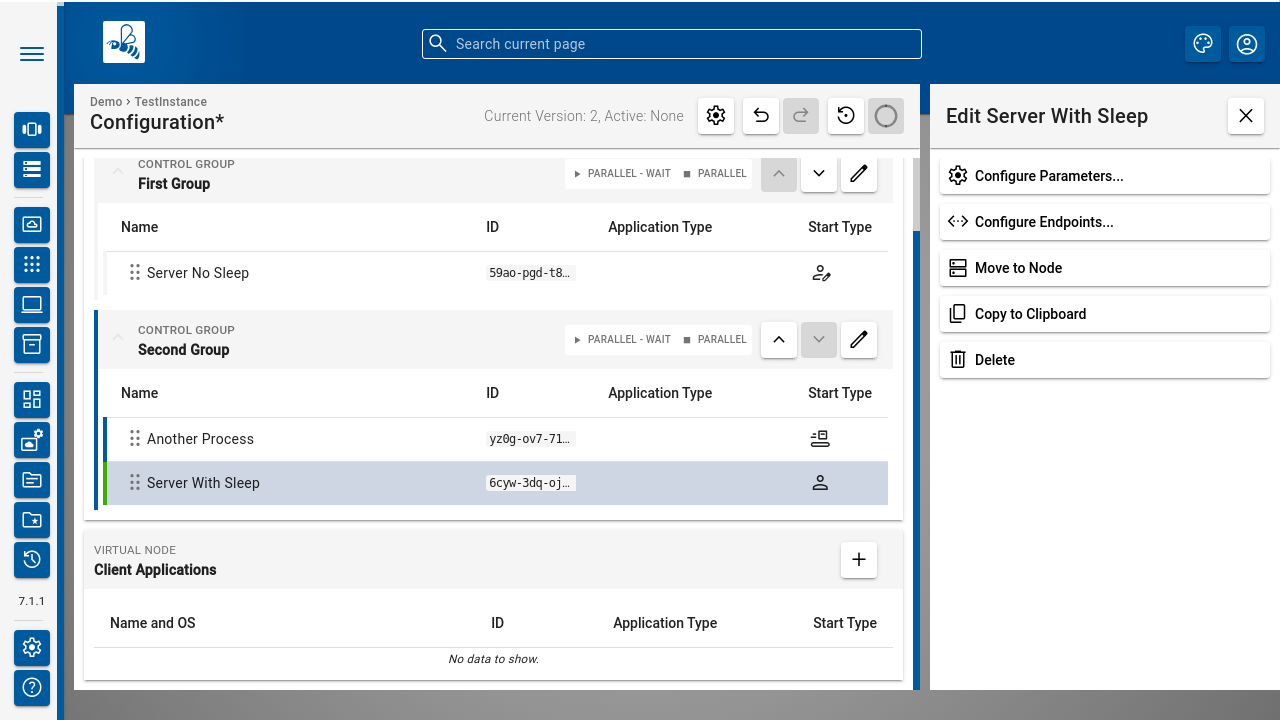 Search current page
Demo › TestInstance
Configuration*
Current Version: 2, Active: None
Edit Server With Sleep
Configure Parameters...
Configure Endpoints...
Move to Node
Copy to Clipboard
Delete
CONTROL GROUP
First Group
PARALLEL - WAIT PARALLEL
Name ID Application Type Start Type
Server No Sleep 59ao-pgd-t8…
CONTROL GROUP
Second Group
PARALLEL - WAIT PARALLEL
Name ID Application Type Start Type
Another Process yz0g-ov7-71…
Server With Sleep 6cyw-3dq-oj…
VIRTUAL NODE
Client Applications
Name and OS ID Application Type Start Type
No data to show.
7.1.1